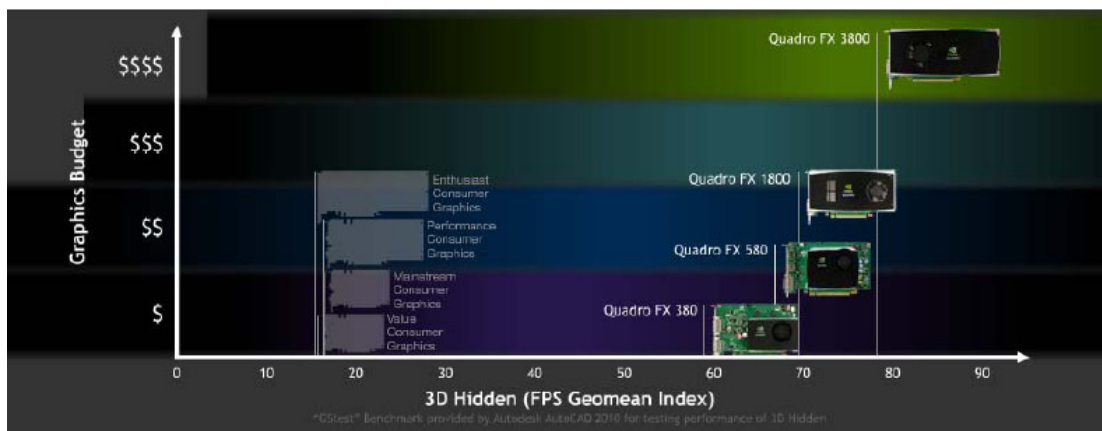 Quadro FX 3800
$$$$
$$$
Graphics Budget
Enthusiast
Consumer
Graphics
Quadro FX 1800
$$
Performance
Consumer
Graphics
Quadro FX 580
Mainstream
Consumer
Graphics
$
Quadro FX 380
Value
Consumer
Graphics
0 10 20 30 40 50 60 70 80 90
3D Hidden (FPS Geomean Index)
"GStest" Benchmark provided by Autodesk AutoCAD 2010 for testing performance of 3D Hidden